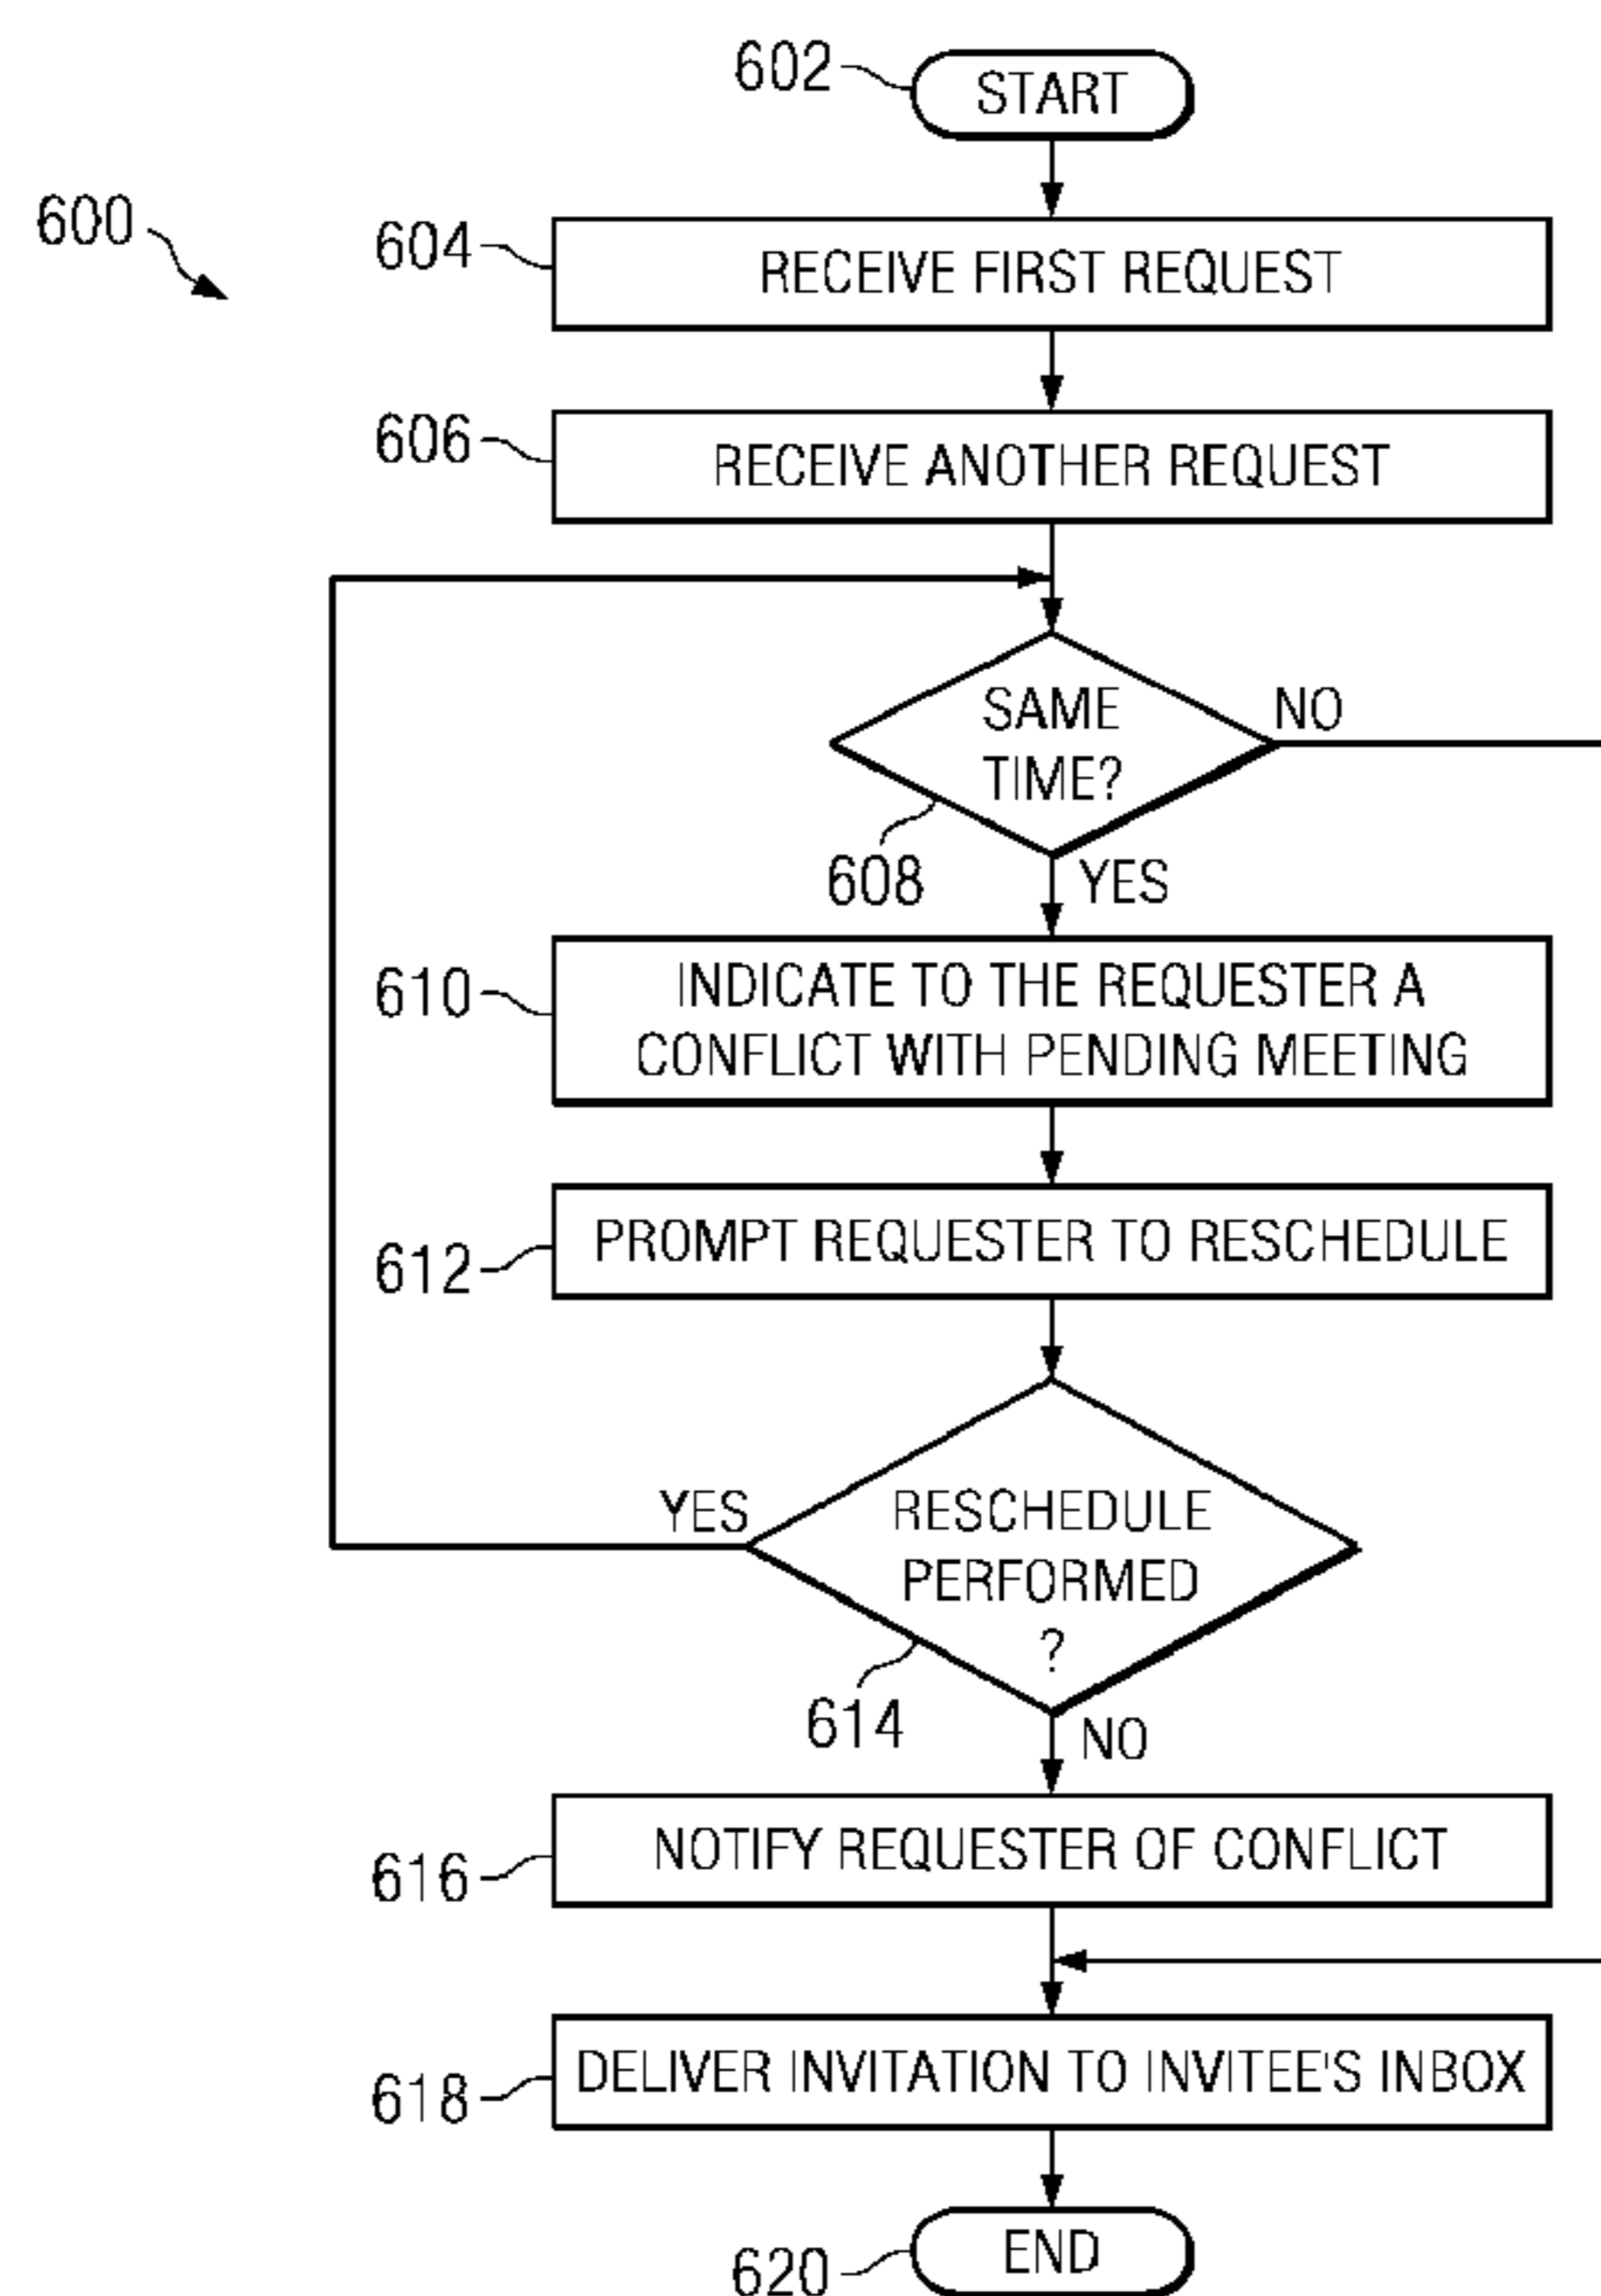 602
START
600
604
RECEIVE FIRST REQUEST
606
RECEIVE ANOTHER REQUEST
SAME
TIME?
NO
608
YES
610
INDICATE TO THE REQUESTER A
CONFLICT WITH PENDING MEETING
612
PROMPT REQUESTER TO RESCHEDULE
YES
RESCHEDULE
PERFORMED
?
614
NO
616
NOTIFY REQUESTER OF CONFLICT
618
DELIVER INVITATION TO INVITEE'S INBOX
620
END